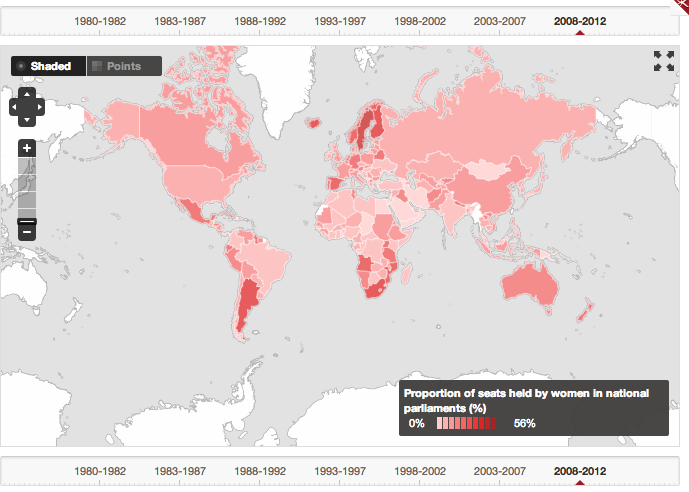 1980-1982 1983-1987 1988-1992 1993-1997 1998-2002 2003-2007 2008-2012
Shaded Points
+
Proportion of seats held by women in national
parliaments (%)
0% 56%
1980-1982 1983-1987 1988-1992 1993-1997 1998-2002 2003-2007 2008-2012